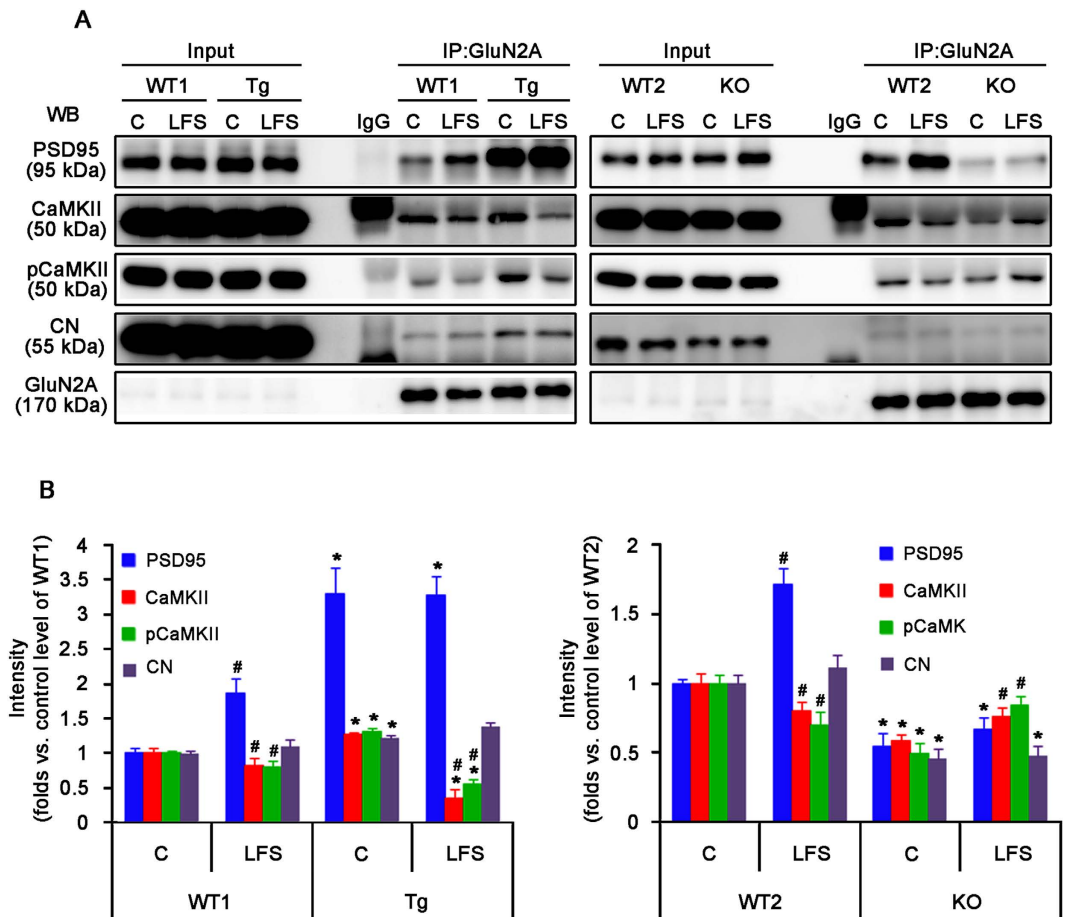 A
Input IP:GluN2A Input IP:GluN2A
WT1 Tg WT1 Tg WT2 KO WT2 KO
WB C LFS C LFS IgG C LFS C LFS C LFS C LFS IgG C LFS C LFS
PSD95
(95 kDa)
CaMKII
(50 kDa)
pCaMKII
(50 kDa)
CN
(55 kDa)
GluN2A
(170 kDa)
B
Intensity
(folds vs. control level of WT1)
4
3.5
3
2.5
2
1.5
1
0.5
0
PSD95
CaMKII
pCaMKII
CN
# # #
* * * *
* # * # *
C LFS C LFS
WT1 Tg
Intensity
(folds vs. control level of WT2)
2
1.5
1
0.5
0
PSD95
CaMKII
pCaMK
CN
# # #
* * * *
* # # *
C LFS C LFS
WT2 KO